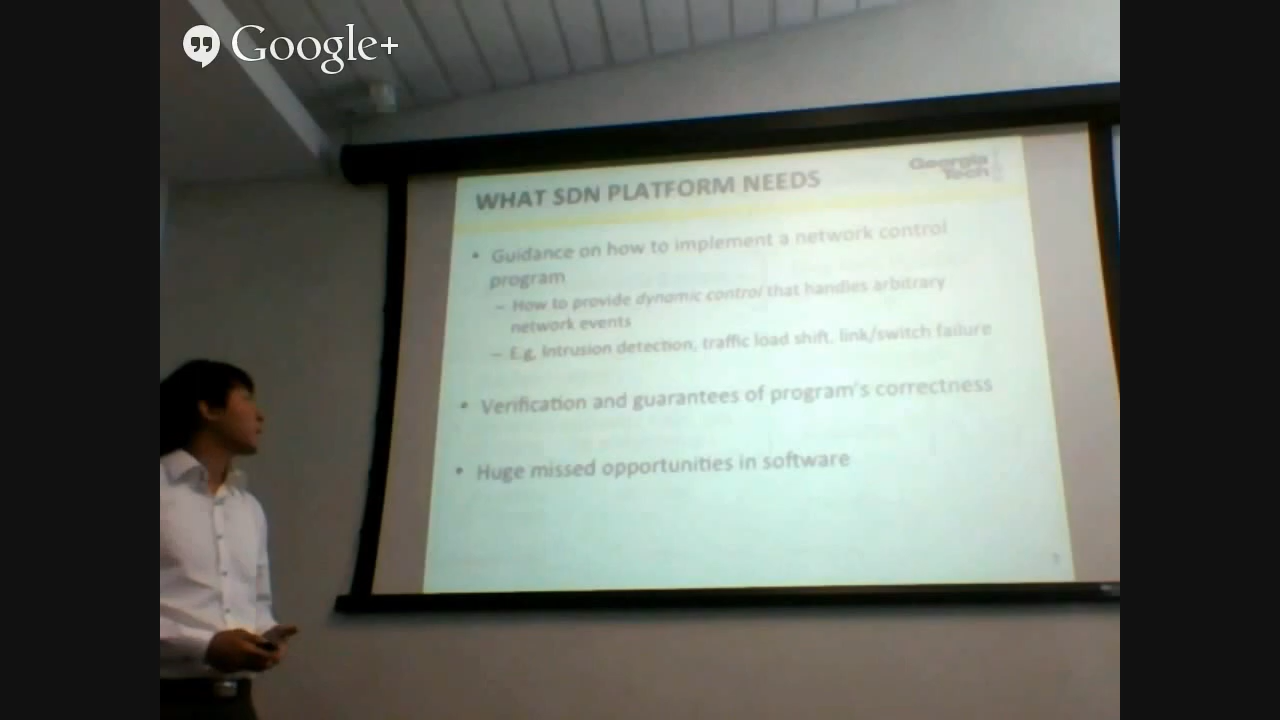 Google+
Georgia
Tech
WHAT SDN PLATFORM NEEDS
• Guidance on how to implement a network control
program
– How to provide dynamic control that handles arbitrary
network events
– E.g, Intrusion detection, traffic load shift, link/switch failure
• Verification and guarantees of program's correctness
• Huge missed opportunities in software